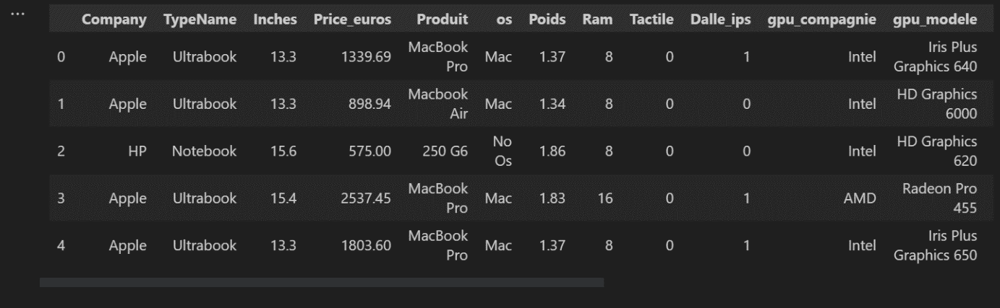 ...
Company TypeName Inches Price_euros Produit os Poids Ram Tactile Dalle_ips gpu_compagnie gpu_modele
0 Apple Ultrabook 13.3 1339.69 MacBook Pro Mac 1.37 8 0 1 Intel Iris Plus Graphics 640
1 Apple Ultrabook 13.3 898.94 Macbook Air Mac 1.34 8 0 0 Intel HD Graphics 6000
2 HP Notebook 15.6 575.00 250 G6 No Os 1.86 8 0 0 Intel HD Graphics 620
3 Apple Ultrabook 15.4 2537.45 MacBook Pro Mac 1.83 16 0 1 AMD Radeon Pro 455
4 Apple Ultrabook 13.3 1803.60 MacBook Pro Mac 1.37 8 0 1 Intel Iris Plus Graphics 650